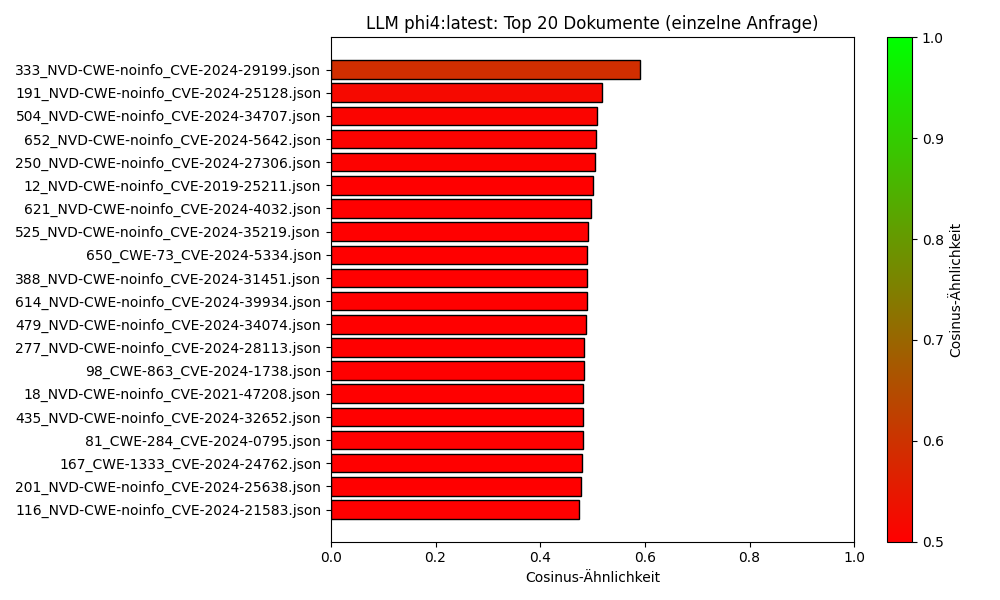 LLM phi4:latest: Top 20 Dokumente (einzelne Anfrage)
333_NVD-CWE-noinfo_CVE-2024-29199.json
191_NVD-CWE-noinfo_CVE-2024-25128.json
504_NVD-CWE-noinfo_CVE-2024-34707.json
652_NVD-CWE-noinfo_CVE-2024-5642.json
250_NVD-CWE-noinfo_CVE-2024-27306.json
12_NVD-CWE-noinfo_CVE-2019-25211.json
621_NVD-CWE-noinfo_CVE-2024-4032.json
525_NVD-CWE-noinfo_CVE-2024-35219.json
650_CWE-73_CVE-2024-5334.json
388_NVD-CWE-noinfo_CVE-2024-31451.json
614_NVD-CWE-noinfo_CVE-2024-39934.json
479_NVD-CWE-noinfo_CVE-2024-34074.json
277_NVD-CWE-noinfo_CVE-2024-28113.json
98_CWE-863_CVE-2024-1738.json
18_NVD-CWE-noinfo_CVE-2021-47208.json
435_NVD-CWE-noinfo_CVE-2024-32652.json
81_CWE-284_CVE-2024-0795.json
167_CWE-1333_CVE-2024-24762.json
201_NVD-CWE-noinfo_CVE-2024-25638.json
116_NVD-CWE-noinfo_CVE-2024-21583.json
0.0 0.2 0.4 0.6 0.8 1.0
Cosinus-Ähnlichkeit
1.0
0.9
0.8
0.7
0.6
0.5
Cosinus-Ähnlichkeit